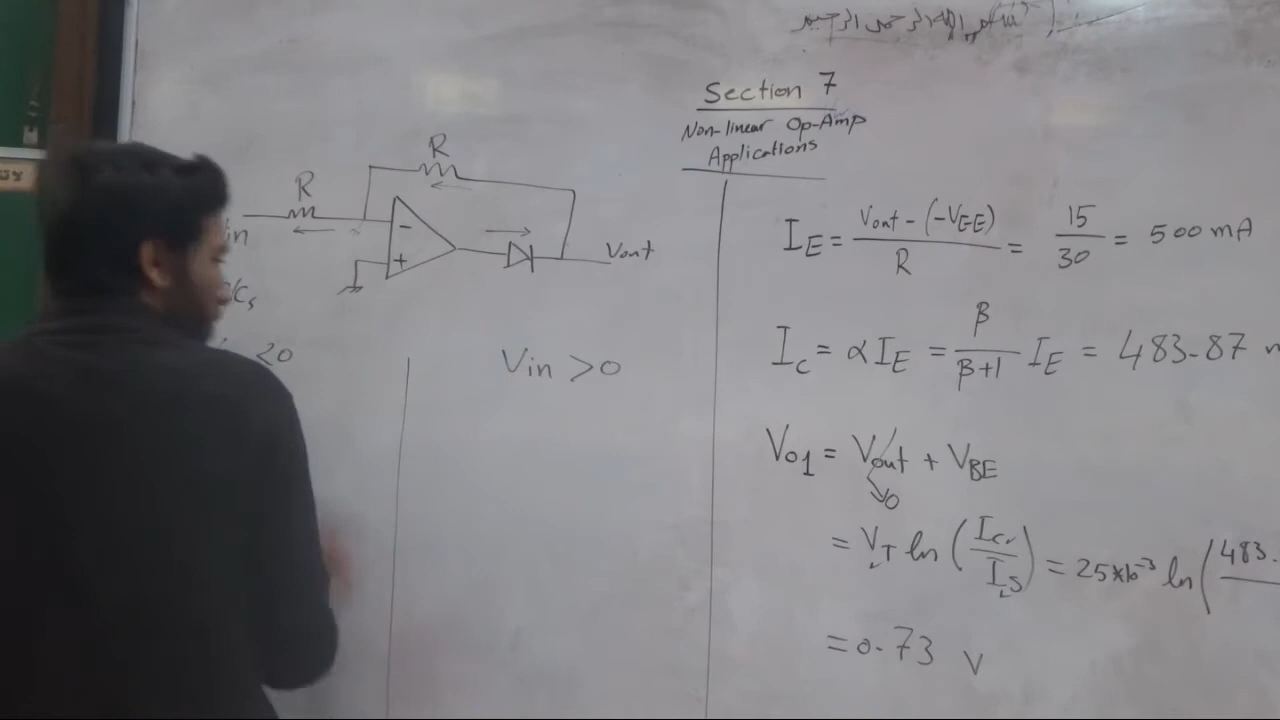 بسم الله الرحمن الرحيم
Section 7
Non-linear Op-Amp
Applications
R
R
in
-
+
Vout
20
Vin >0
I_E = Vout - (-V_EE) / R = 15 / 30 = 500 mA
I_c = α I_E = β / β+1 I_E = 483.87
V_o1 = Vout + V_BE
0
= V_T ln (I_c / I_S) = 25*10^-3 ln ( 483.
= 0.73 V